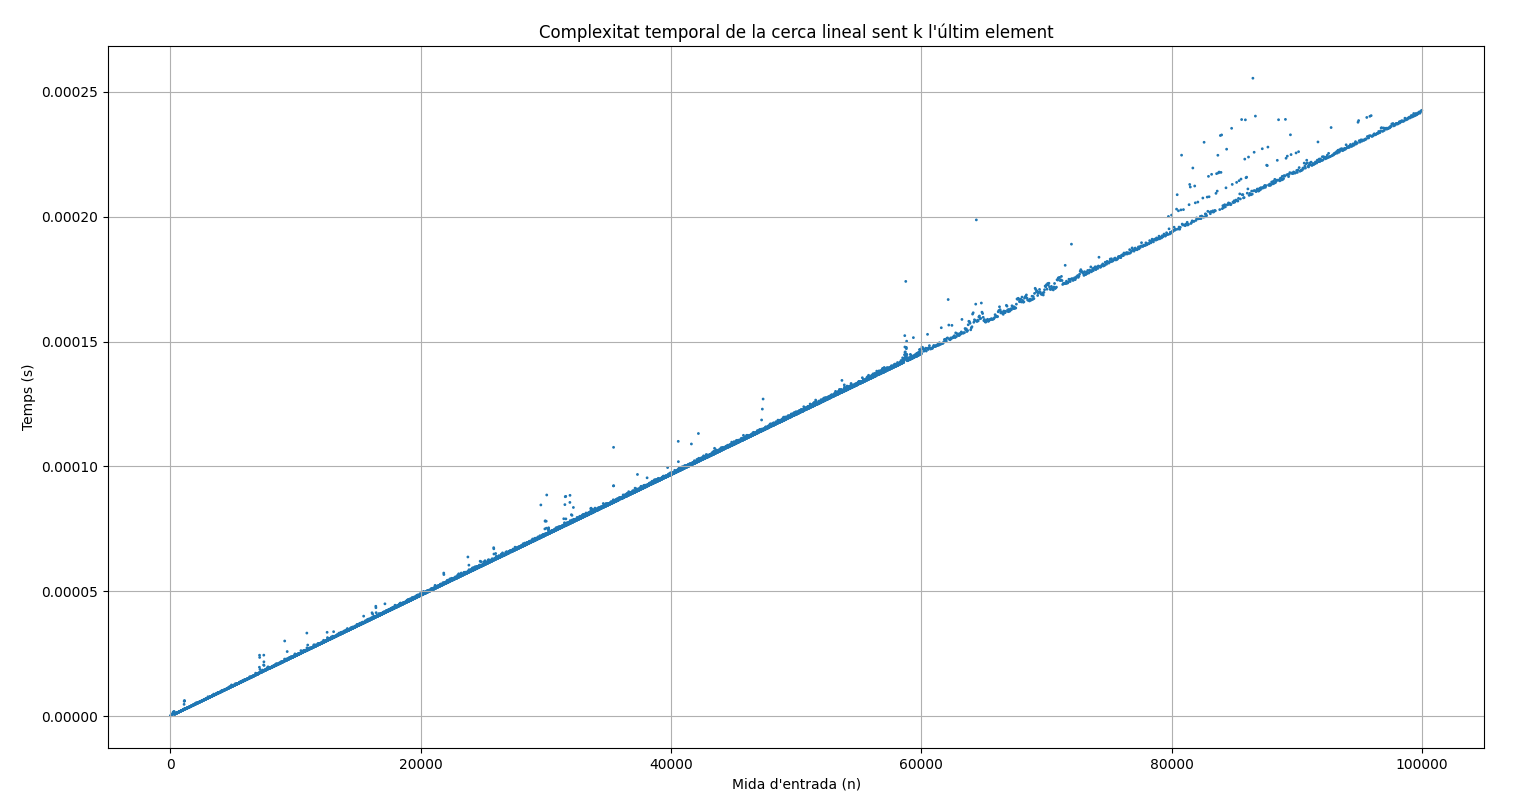 Complexitat temporal de la cerca lineal sent k l'últim element
0.00025
0.00020
0.00015
0.00010
0.00005
0.00000
Temps (s)
0 20000 40000 60000 80000 100000
Mida d'entrada (n)